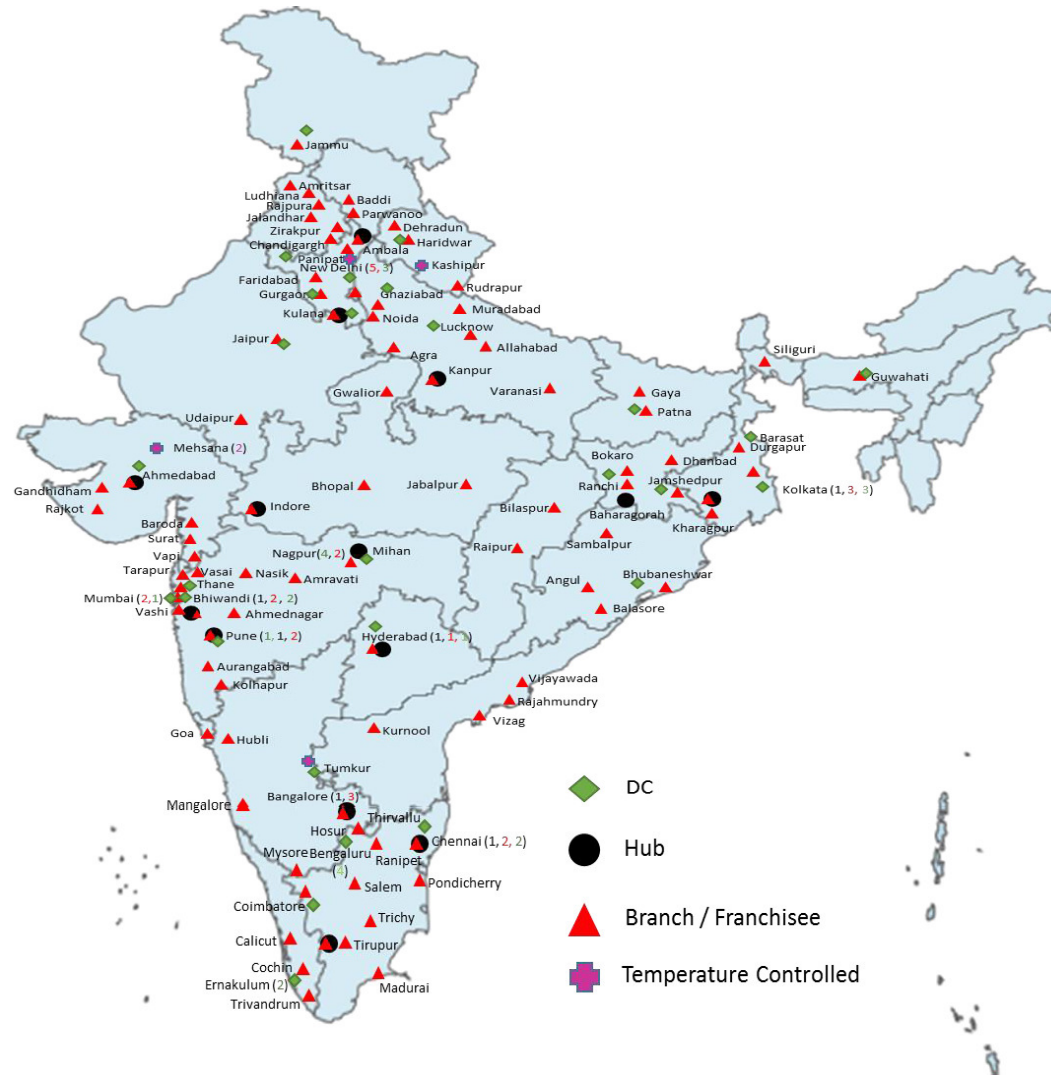 Jammu
Amritsar
Ludhiana
Baddi
Rajpura
Parwanoo
Jalandhar
Dehradun
Zirakpur
Haridwar
Chandigargh
Ambala
Panipat
Kashipur
New Delhi (5, 3)
Faridabad
Rudrapur
Ghaziabad
Gurgaon
Muradabad
Kulana
Noida
Lucknow
Jaipur
Allahabad
Agra
Siliguri
Kanpur
Guwahati
Gwalior
Varanasi
Gaya
Patna
Udaipur
Barasat
Mehsana (2)
Durgapur
Bokaro
Dhanbad
Ahmedabad
Jamshedpur
Gandhidham
Bhopal
Jabalpur
Ranchi
Kolkata (1, 3, 3)
Rajkot
Indore
Bilaspur
Baharagorah
Kharagpur
Baroda
Surat
Sambalpur
Nagpur(4, 2)
Mihan
Raipur
Vapi
Tarapur
Vasai
Nasik
Amravati
Bhubaneshwar
Thane
Angul
Mumbai (2,1)
Bhiwandi (1, 2, 2)
Vashi
Ahmednagar
Balasore
Pune (1, 1, 2)
Hyderabad (1, 1, 1)
Aurangabad
Kolhapur
Vijayawada
Rajahmundry
Vizag
Goa
Hubli
Kurnool
Tumkur
DC
Bangalore (1, 3)
Mangalore
Thirvallu
Hosur
Chennai (1, 2, 2)
Hub
Mysore
Bengaluru
(4)
Ranipet
Salem
Pondicherry
Coimbatore
Trichy
Branch / Franchisee
Calicut
Tirupur
Cochin
Temperature Controlled
Ernakulum (2)
Madurai
Trivandrum